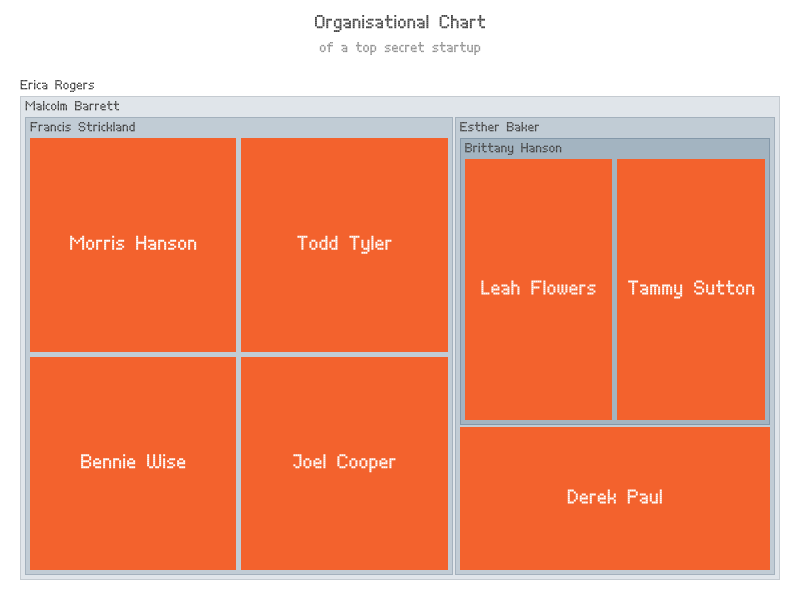 Organisational Chart
of a top secret startup
Erica Rogers
Malcolm Barrett
Francis Strickland
Esther Baker
Brittany Hanson
Morris Hanson
Todd Tyler
Leah Flowers
Tammy Sutton
Bennie Wise
Joel Cooper
Derek Paul